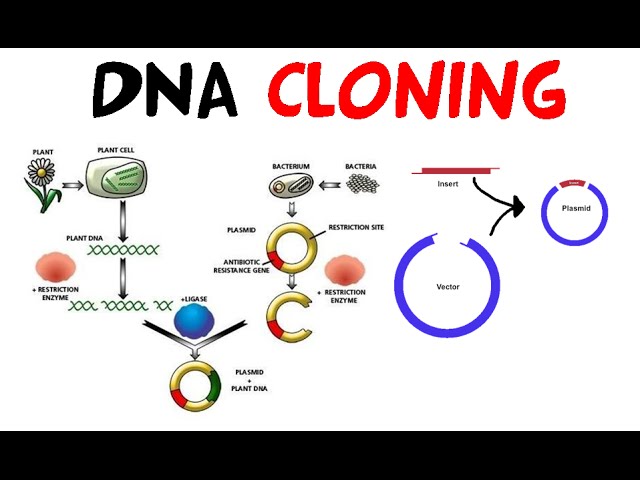 DNA CLONING
PLANT
PLANT CELL
BACTERIUM
BACTERIA
Insert
Plasmid
PLASMID
RESTRICTION SITE
PLANT DNA
ANTIBIOTIC
RESISTANCE GENE
+ RESTRICTION
ENZYME
+ RESTRICTION
ENZYME
Vector
+LIGASE
PLASMID
+
PLANT DNA